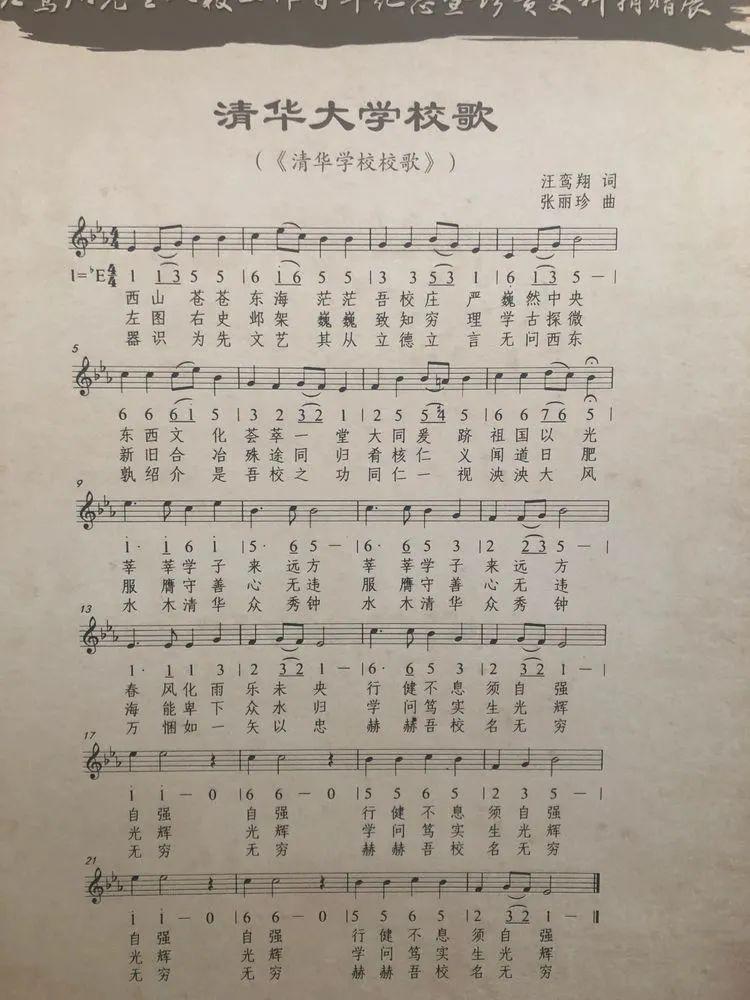 百年纪念暨珍贵史料捐赠展
清华大学校歌
（《清华学校校歌》）
汪鸾翔 词
张丽珍 曲
1=♭E 4/4 1 1 3 5 5 | 6 i 6 5 5 | 3 3 5 3 1 | 6 1 3 5 — |
西山苍苍东海茫茫吾校庄严巍然中央
左图右史邺架巍巍致知穷理学古探微
器识为先文艺其从立德立言无问西东
5
6 6 6 i 5 | 3 2 3 2 1 | 2 5 5 #4 5 | 6 6 7 6 5 |
东西文化荟萃一堂大同爰跻祖国以光
新旧合冶殊途同归肴核仁义闻道日肥
孰绍介是吾校之功同仁一视泱泱大风
9
i· i 6 i | 5· 6 5 — | 6· 6 5 3 | 2 2 3 5 — |
莘莘学子来远方 莘莘学子来远方
服膺守善心无违 服膺守善心无违
水木清华众秀钟 水木清华众秀钟
13
1· 1 1 3 | 2 3 2 1 — | 6· 6 5 3 | 2 3 2 1 — |
春风化雨乐未央 行健不息须自强
海能卑下众水归 学问笃实生光辉
万悃如一矢以忠 赫赫吾校名无穷
17
i i — 0 | 6 6 — 0 | 5 5 6 5 | 2 3 5 — |
自强 自强 行健不息须自强
光辉 光辉 学问笃实生光辉
无穷 无穷 赫赫吾校名无穷
21
i i — 0 | 6 6 — 0 | 5 5 6 5 | 2 3 2 1 — ‖
自强 自强 行健不息须自强
光辉 光辉 学问笃实生光辉
无穷 无穷 赫赫吾校名无穷